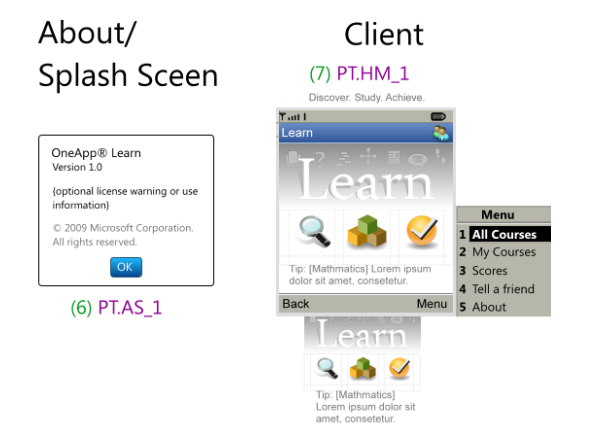 About/
Splash Sceen
OneApp® Learn
Version 1.0
{optional license warning or use
information}
© 2009 Microsoft Corporation.
All rights reserved.
OK
(6) PT.AS_1
Client
(7) PT.HM_1
Discover. Study. Achieve.
Learn
Learn
Tip: [Mathmatics] Lorem ipsum
dolor sit amet, consetetur.
Back Menu
Menu
1 All Courses
2 My Courses
3 Scores
4 Tell a friend
5 About
Learn
Tip: [Mathmatics]
Lorem ipsum dolor sit
amet, consetetur.